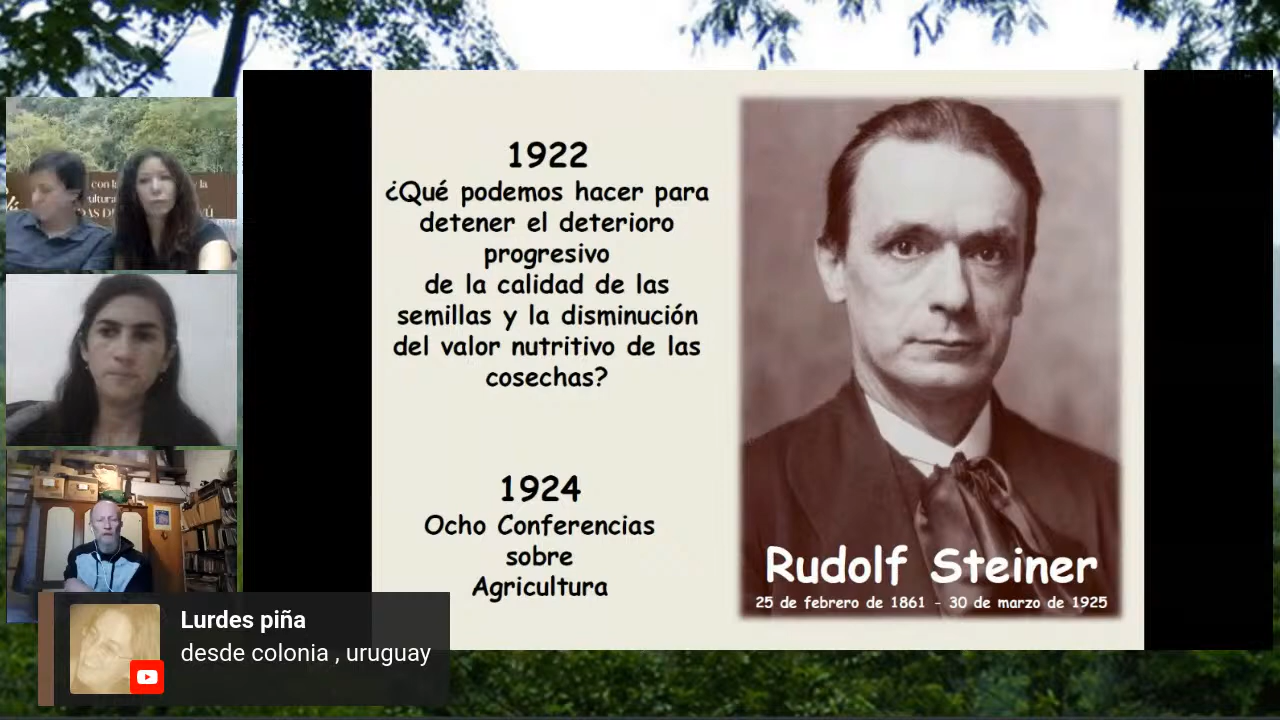 1922
¿Qué podemos hacer para
detener el deterioro
progresivo
de la calidad de las
semillas y la disminución
del valor nutritivo de las
cosechas?
1924
Ocho Conferencias
sobre
Agricultura
Rudolf Steiner
25 de febrero de 1861 - 30 de marzo de 1925
Lurdes piña
desde colonia , uruguay